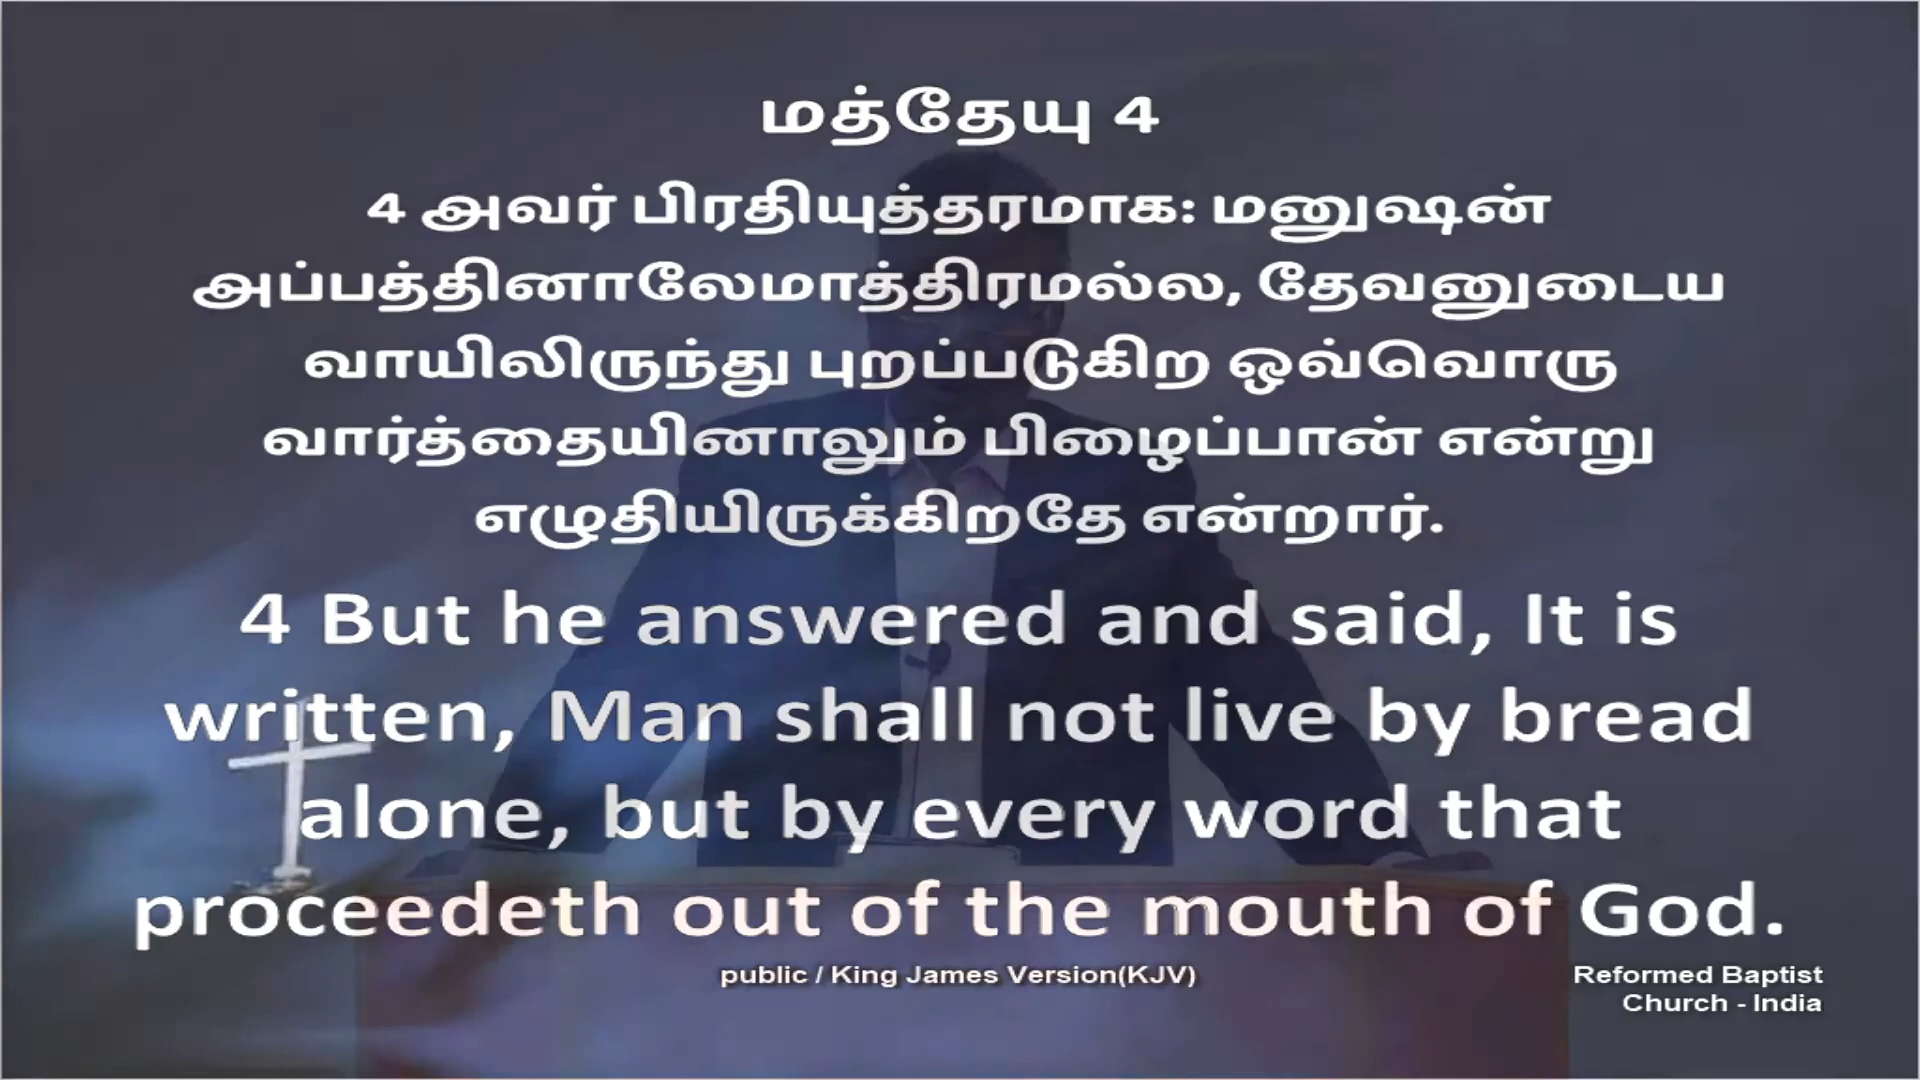 மத்தேயு 4
4 அவர் பிரதியுத்தரமாக: மனுஷன்
அப்பத்தினாலேமாத்திரமல்ல, தேவனுடைய
வாயிலிருந்து புறப்படுகிற ஒவ்வொரு
வார்த்தையினாலும் பிழைப்பான் என்று
எழுதியிருக்கிறதே என்றார்.
4 But he answered and said, It is
written, Man shall not live by bread
alone, but by every word that
proceedeth out of the mouth of God.
public / King James Version(KJV)
Reformed Baptist
Church - India